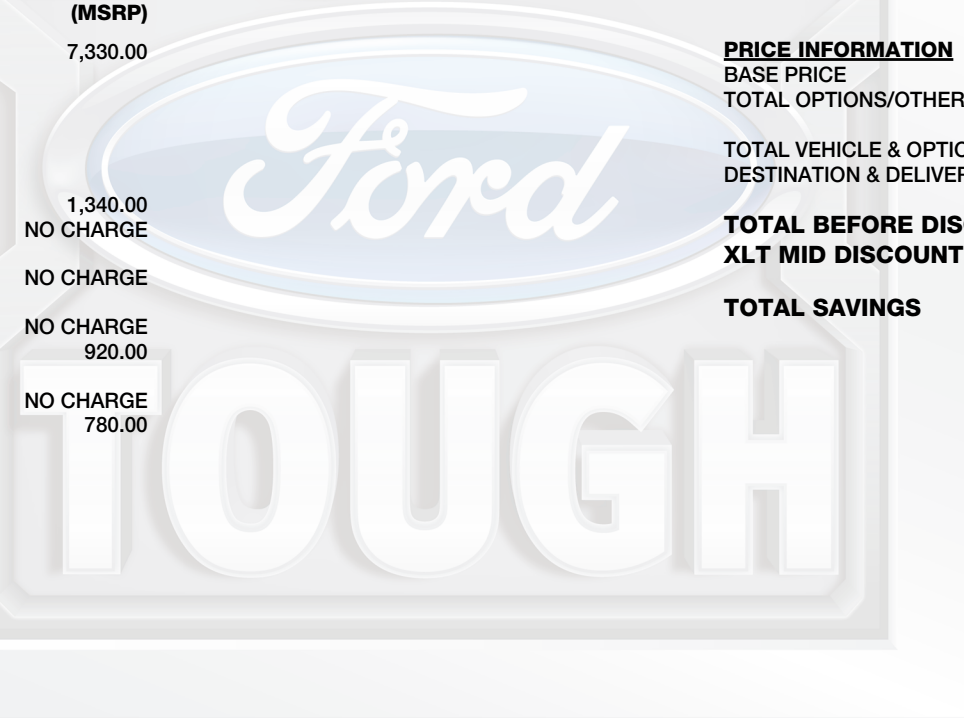 (MSRP)
7,330.00
1,340.00
NO CHARGE
NO CHARGE
NO CHARGE
920.00
NO CHARGE
780.00
PRICE INFORMATION
BASE PRICE
TOTAL OPTIONS/OTHER
TOTAL VEHICLE & OPTIO
DESTINATION & DELIVER
TOTAL BEFORE DISC
XLT MID DISCOUNT
TOTAL SAVINGS
Ford
TOUGH